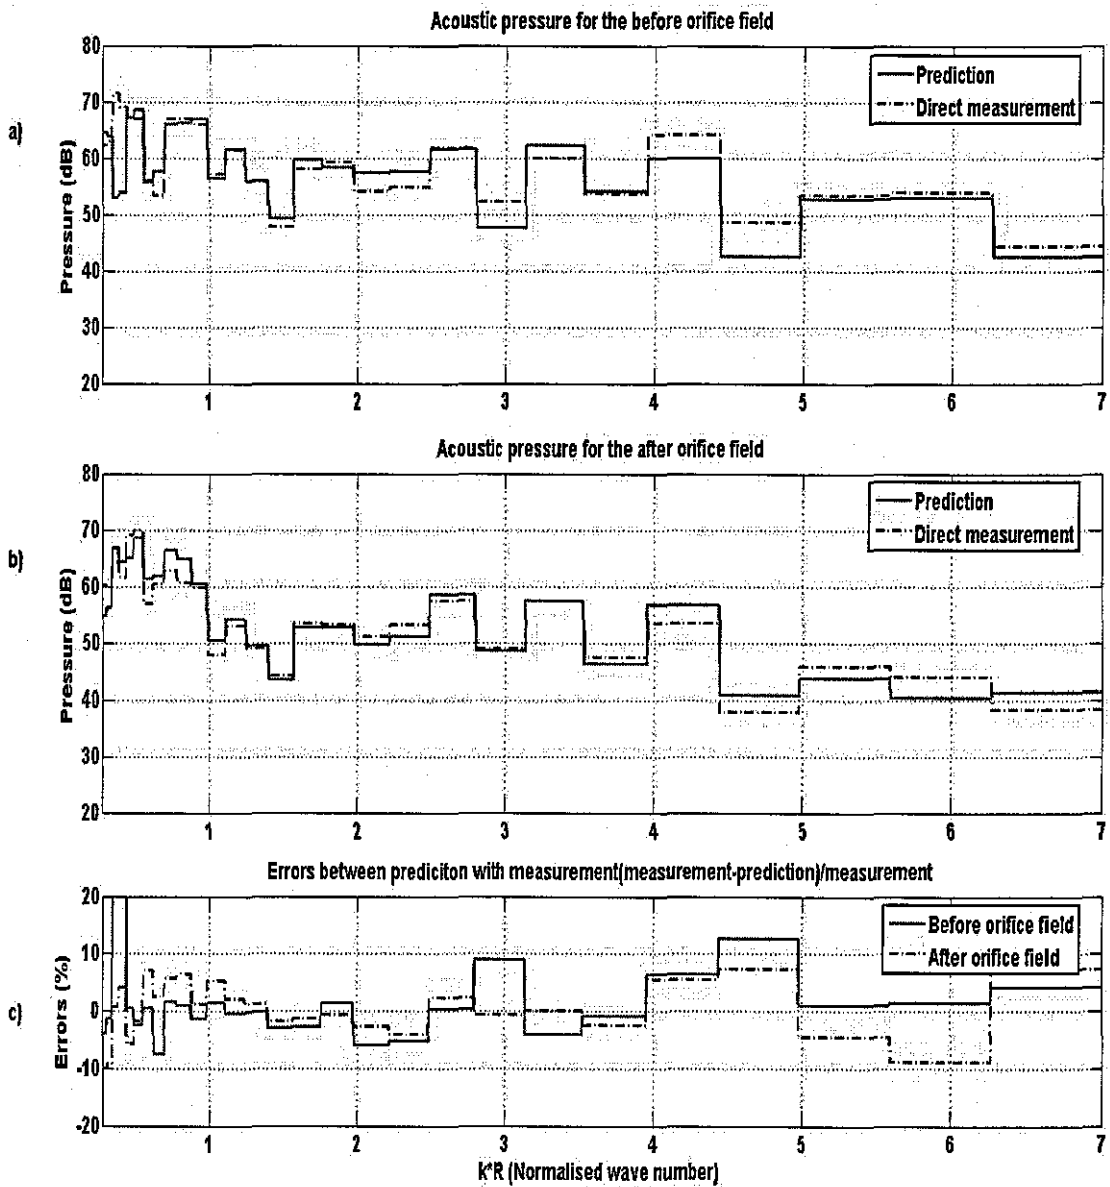 Acoustic pressure for the before orifice field
a)
Pressure (dB)
80
70
60
50
40
30
20
Prediction
Direct measurement
1 2 3 4 5 6 7
Acoustic pressure for the after orifice field
b)
Pressure (dB)
80
70
60
50
40
30
20
Prediction
Direct measurement
1 2 3 4 5 6 7
Errors between prediciton with measurement(measurement-prediction)/measurement
c)
Errors (%)
20
10
0
-10
-20
Before orifice field
After orifice field
1 2 3 4 5 6 7
k*R (Normalised wave number)